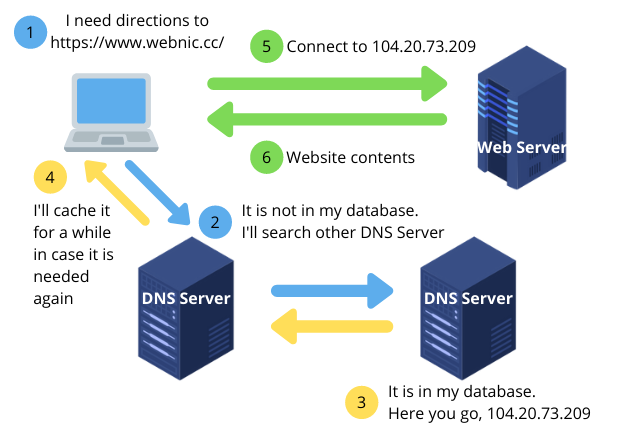 1
I need directions to
https://www.webnic.cc/
5
Connect to 104.20.73.209
Web Server
6
Website contents
4
I'll cache it
for a while
in case it is
needed
again
2
It is not in my database.
I'll search other DNS Server
DNS Server
DNS Server
3
It is in my database.
Here you go, 104.20.73.209